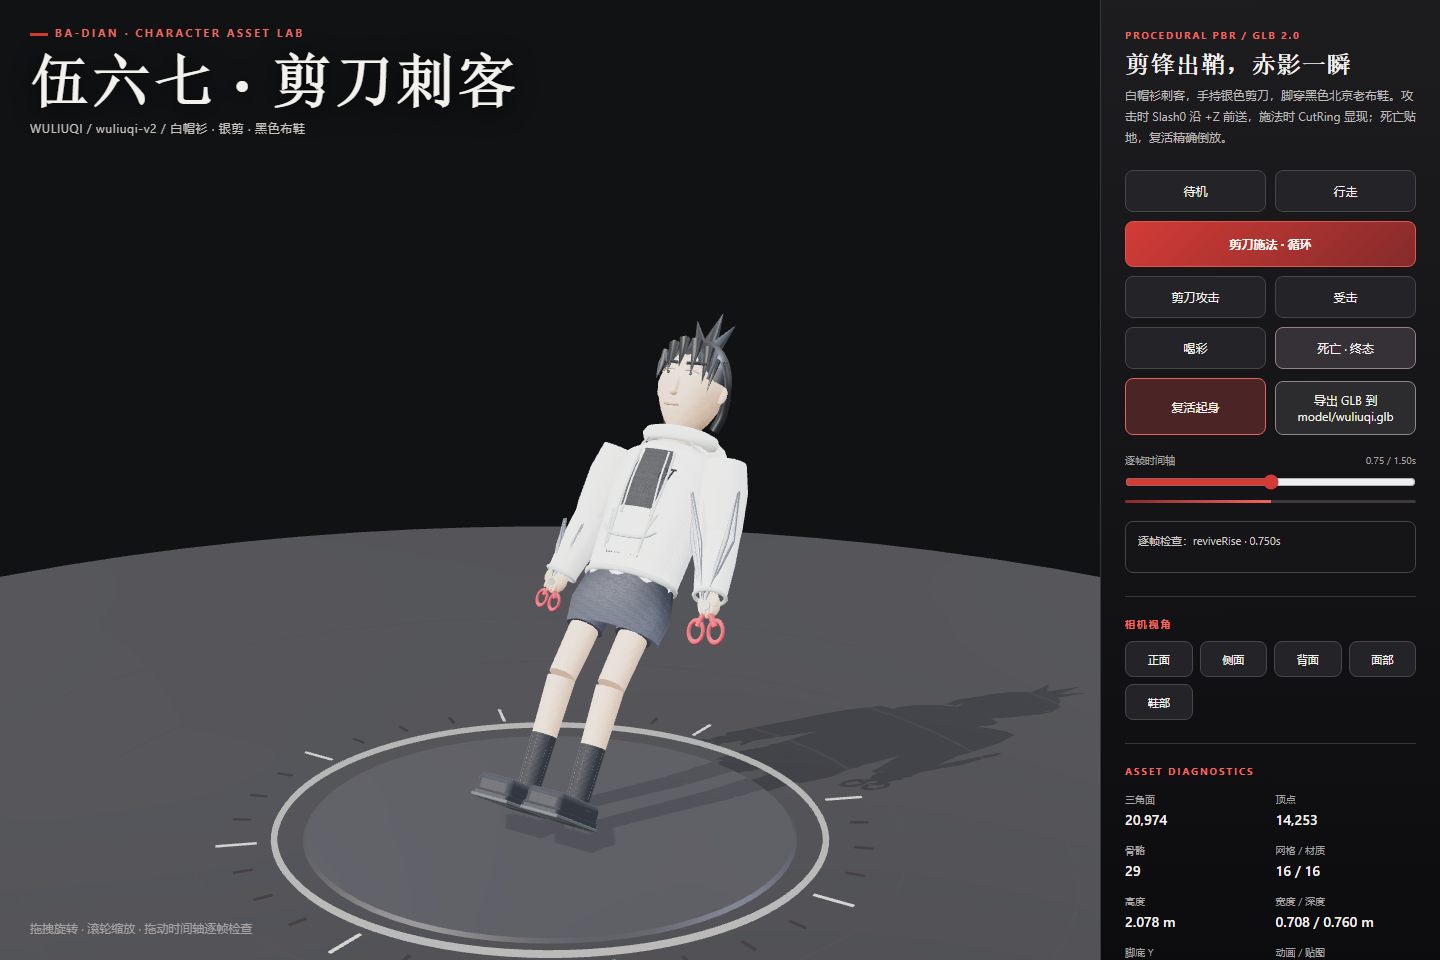 BA-DIAN · CHARACTER ASSET LAB
伍六七 · 剪刀刺客
WULIUQI / wuliuqi-v2 / 白帽衫 · 银剪 · 黑色布鞋
拖拽旋转 · 滚轮缩放 · 拖动时间轴逐帧检查
PROCEDURAL PBR / GLB 2.0
剪锋出鞘，赤影一瞬
白帽衫刺客，手持银色剪刀，脚穿黑色北京老布鞋。攻
击时 Slash0 沿 +Z 前送，施法时 CutRing 显现；死亡贴
地，复活精确倒放。
待机
行走
剪刀施法 · 循环
剪刀攻击
受击
喝彩
死亡 · 终态
复活起身
导出 GLB 到
model/wuliuqi.glb
逐帧时间轴
0.75 / 1.50s
逐帧检查：reviveRise · 0.750s
相机视角
正面
侧面
背面
面部
鞋部
ASSET DIAGNOSTICS
三角面
顶点
20,974
14,253
骨骼
网格 / 材质
29
16 / 16
高度
宽度 / 深度
2.078 m
0.708 / 0.760 m
脚底 Y
动画 / 贴图